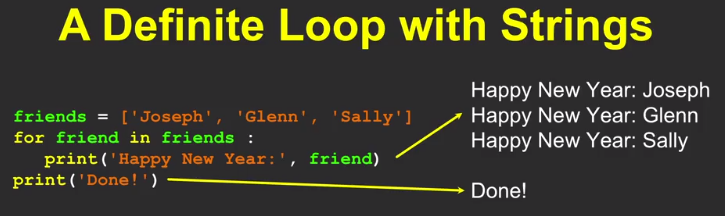 A Definite Loop with Strings
friends = ['Joseph', 'Glenn', 'Sally']
for friend in friends :
   print('Happy New Year:', friend)
print('Done!')
Happy New Year: Joseph
Happy New Year: Glenn
Happy New Year: Sally
Done!